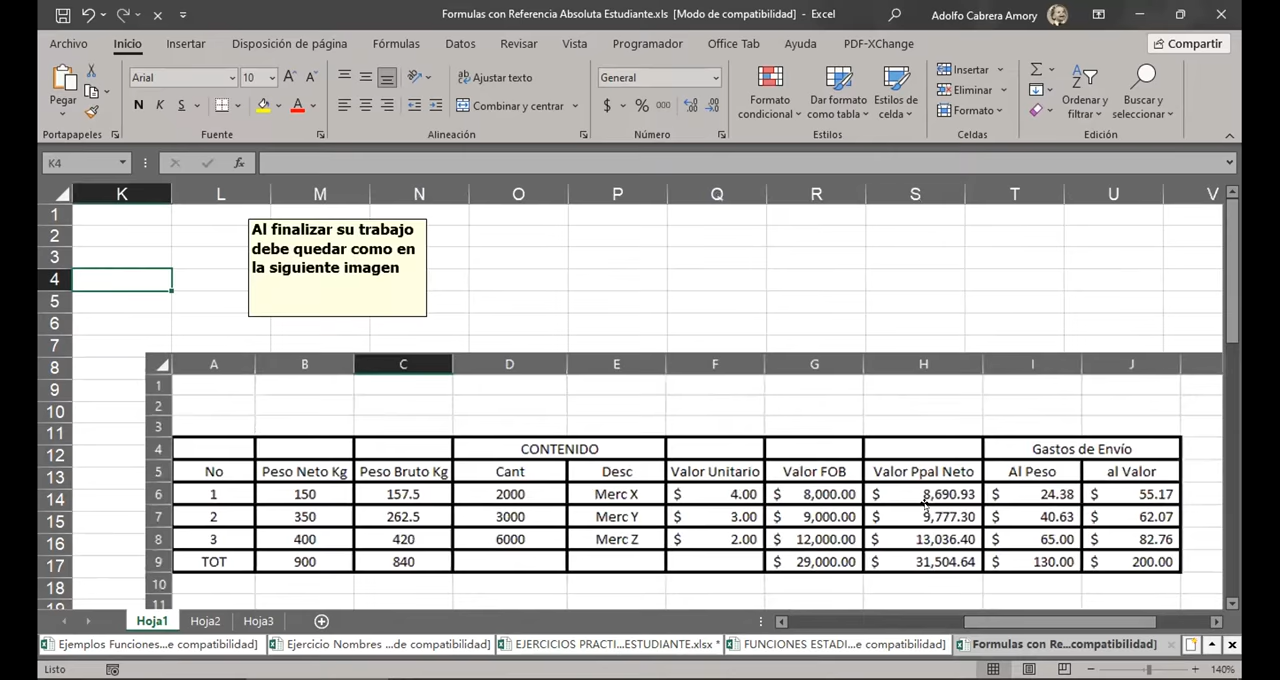 Formulas con Referencia Absoluta Estudiante.xls [Modo de compatibilidad] - Excel
Adolfo Cabrera Amory
Archivo Inicio Insertar Disposición de página Fórmulas Datos Revisar Vista Programador Office Tab Ayuda PDF-XChange Compartir
Pegar
Arial 10
N K S
Ajustar texto
Combinar y centrar
General
$ % 000
Formato condicional
Dar formato como tabla
Estilos de celda
Insertar
Eliminar
Formato
Ordenar y filtrar
Buscar y seleccionar
Portapapeles Fuente Alineación Número Estilos Celdas Edición
K4 fx
K L M N O P Q R S T U V
1
2
3
4
5
6
7
8
9
10
11
12
13
14
15
16
17
18
19
Al finalizar su trabajo
debe quedar como en
la siguiente imagen
A B C D E F G H I J
1
2
3
4 CONTENIDO Gastos de Envío
5 No Peso Neto Kg Peso Bruto Kg Cant Desc Valor Unitario Valor FOB Valor Ppal Neto Al Peso al Valor
6 1 150 157.5 2000 Merc X $ 4.00 $ 8,000.00 $ 8,690.93 $ 24.38 $ 55.17
7 2 350 262.5 3000 Merc Y $ 3.00 $ 9,000.00 $ 9,777.30 $ 40.63 $ 62.07
8 3 400 420 6000 Merc Z $ 2.00 $ 12,000.00 $ 13,036.40 $ 65.00 $ 82.76
9 TOT 900 840 $ 29,000.00 $ 31,504.64 $ 130.00 $ 200.00
10
11
Hoja1 Hoja2 Hoja3
Ejemplos Funciones...e compatibilidad] Ejercicio Nombres ...de compatibilidad] EJERCICIOS PRACTI...ESTUDIANTE.xlsx * FUNCIONES ESTADI...e compatibilidad] Formulas con Re...compatibilidad]
Listo 140%